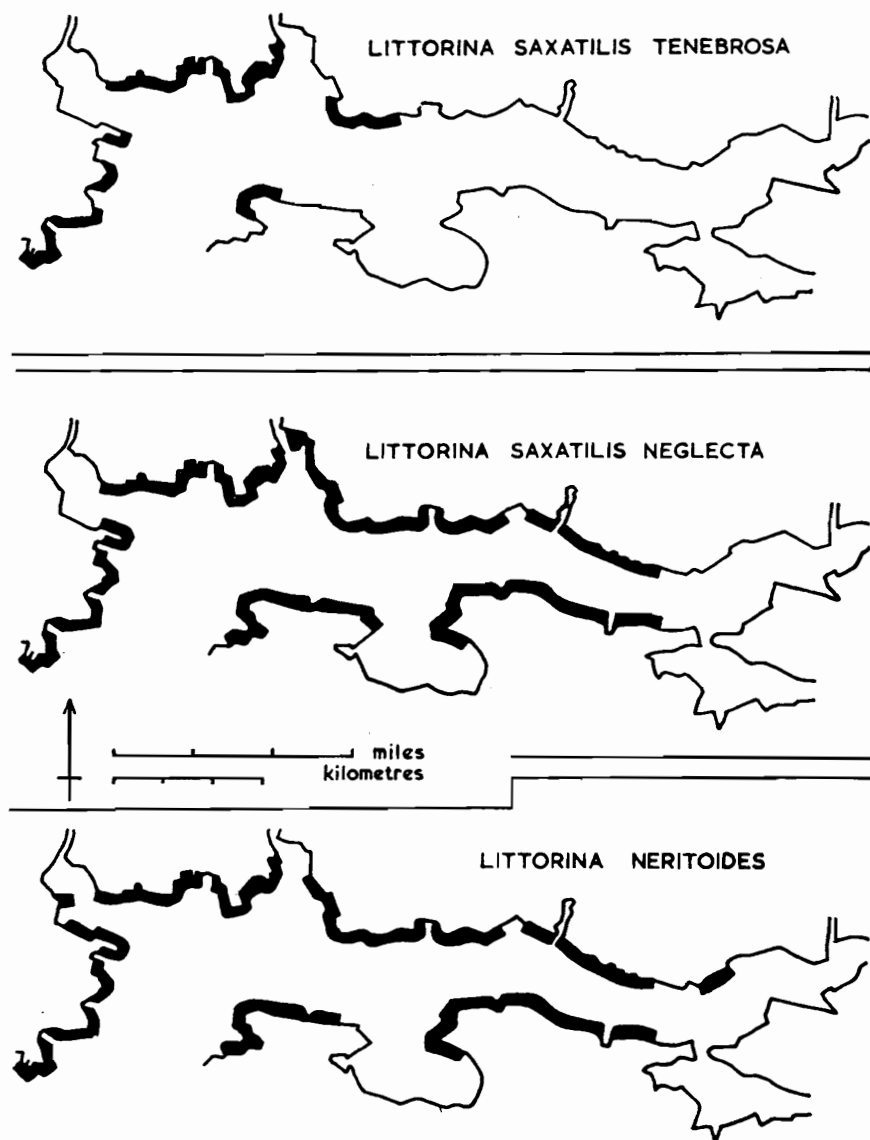 LITTORINA SAXATILIS TENEBROSA
LITTORINA SAXATILIS NEGLECTA
miles
kilometres
LITTORINA NERITOIDES